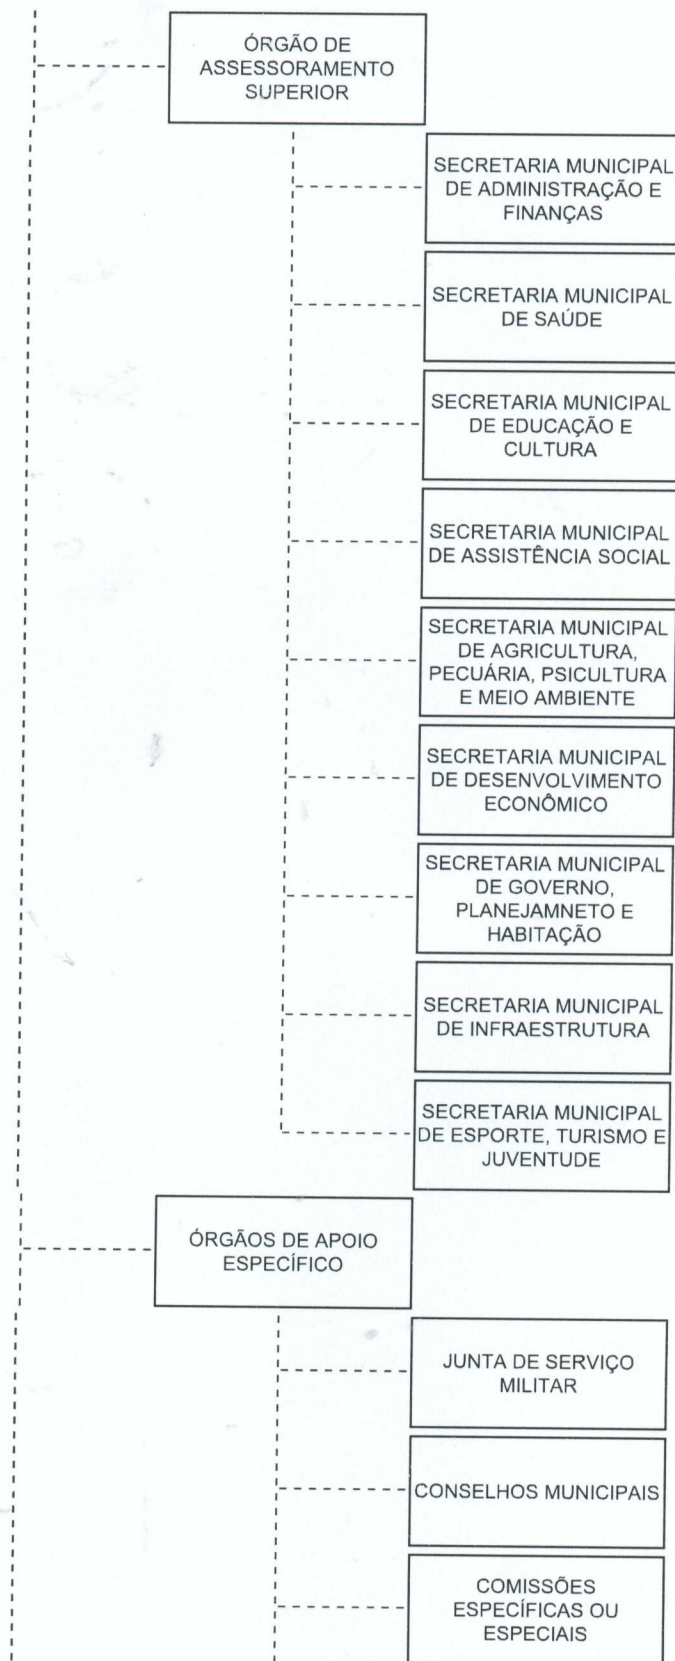 ÓRGÃO DE
ASSESSORAMENTO
SUPERIOR
SECRETARIA MUNICIPAL
DE ADMINISTRAÇÃO E
FINANÇAS
SECRETARIA MUNICIPAL
DE SAÚDE
SECRETARIA MUNICIPAL
DE EDUCAÇÃO E
CULTURA
SECRETARIA MUNICIPAL
DE ASSISTÊNCIA SOCIAL
SECRETARIA MUNICIPAL
DE AGRICULTURA,
PECUÁRIA, PSICULTURA
E MEIO AMBIENTE
SECRETARIA MUNICIPAL
DE DESENVOLVIMENTO
ECONÔMICO
SECRETARIA MUNICIPAL
DE GOVERNO,
PLANEJAMNETO E
HABITAÇÃO
SECRETARIA MUNICIPAL
DE INFRAESTRUTURA
SECRETARIA MUNICIPAL
DE ESPORTE, TURISMO E
JUVENTUDE
ÓRGÃOS DE APOIO
ESPECÍFICO
JUNTA DE SERVIÇO
MILITAR
CONSELHOS MUNICIPAIS
COMISSÕES
ESPECÍFICAS OU
ESPECIAIS